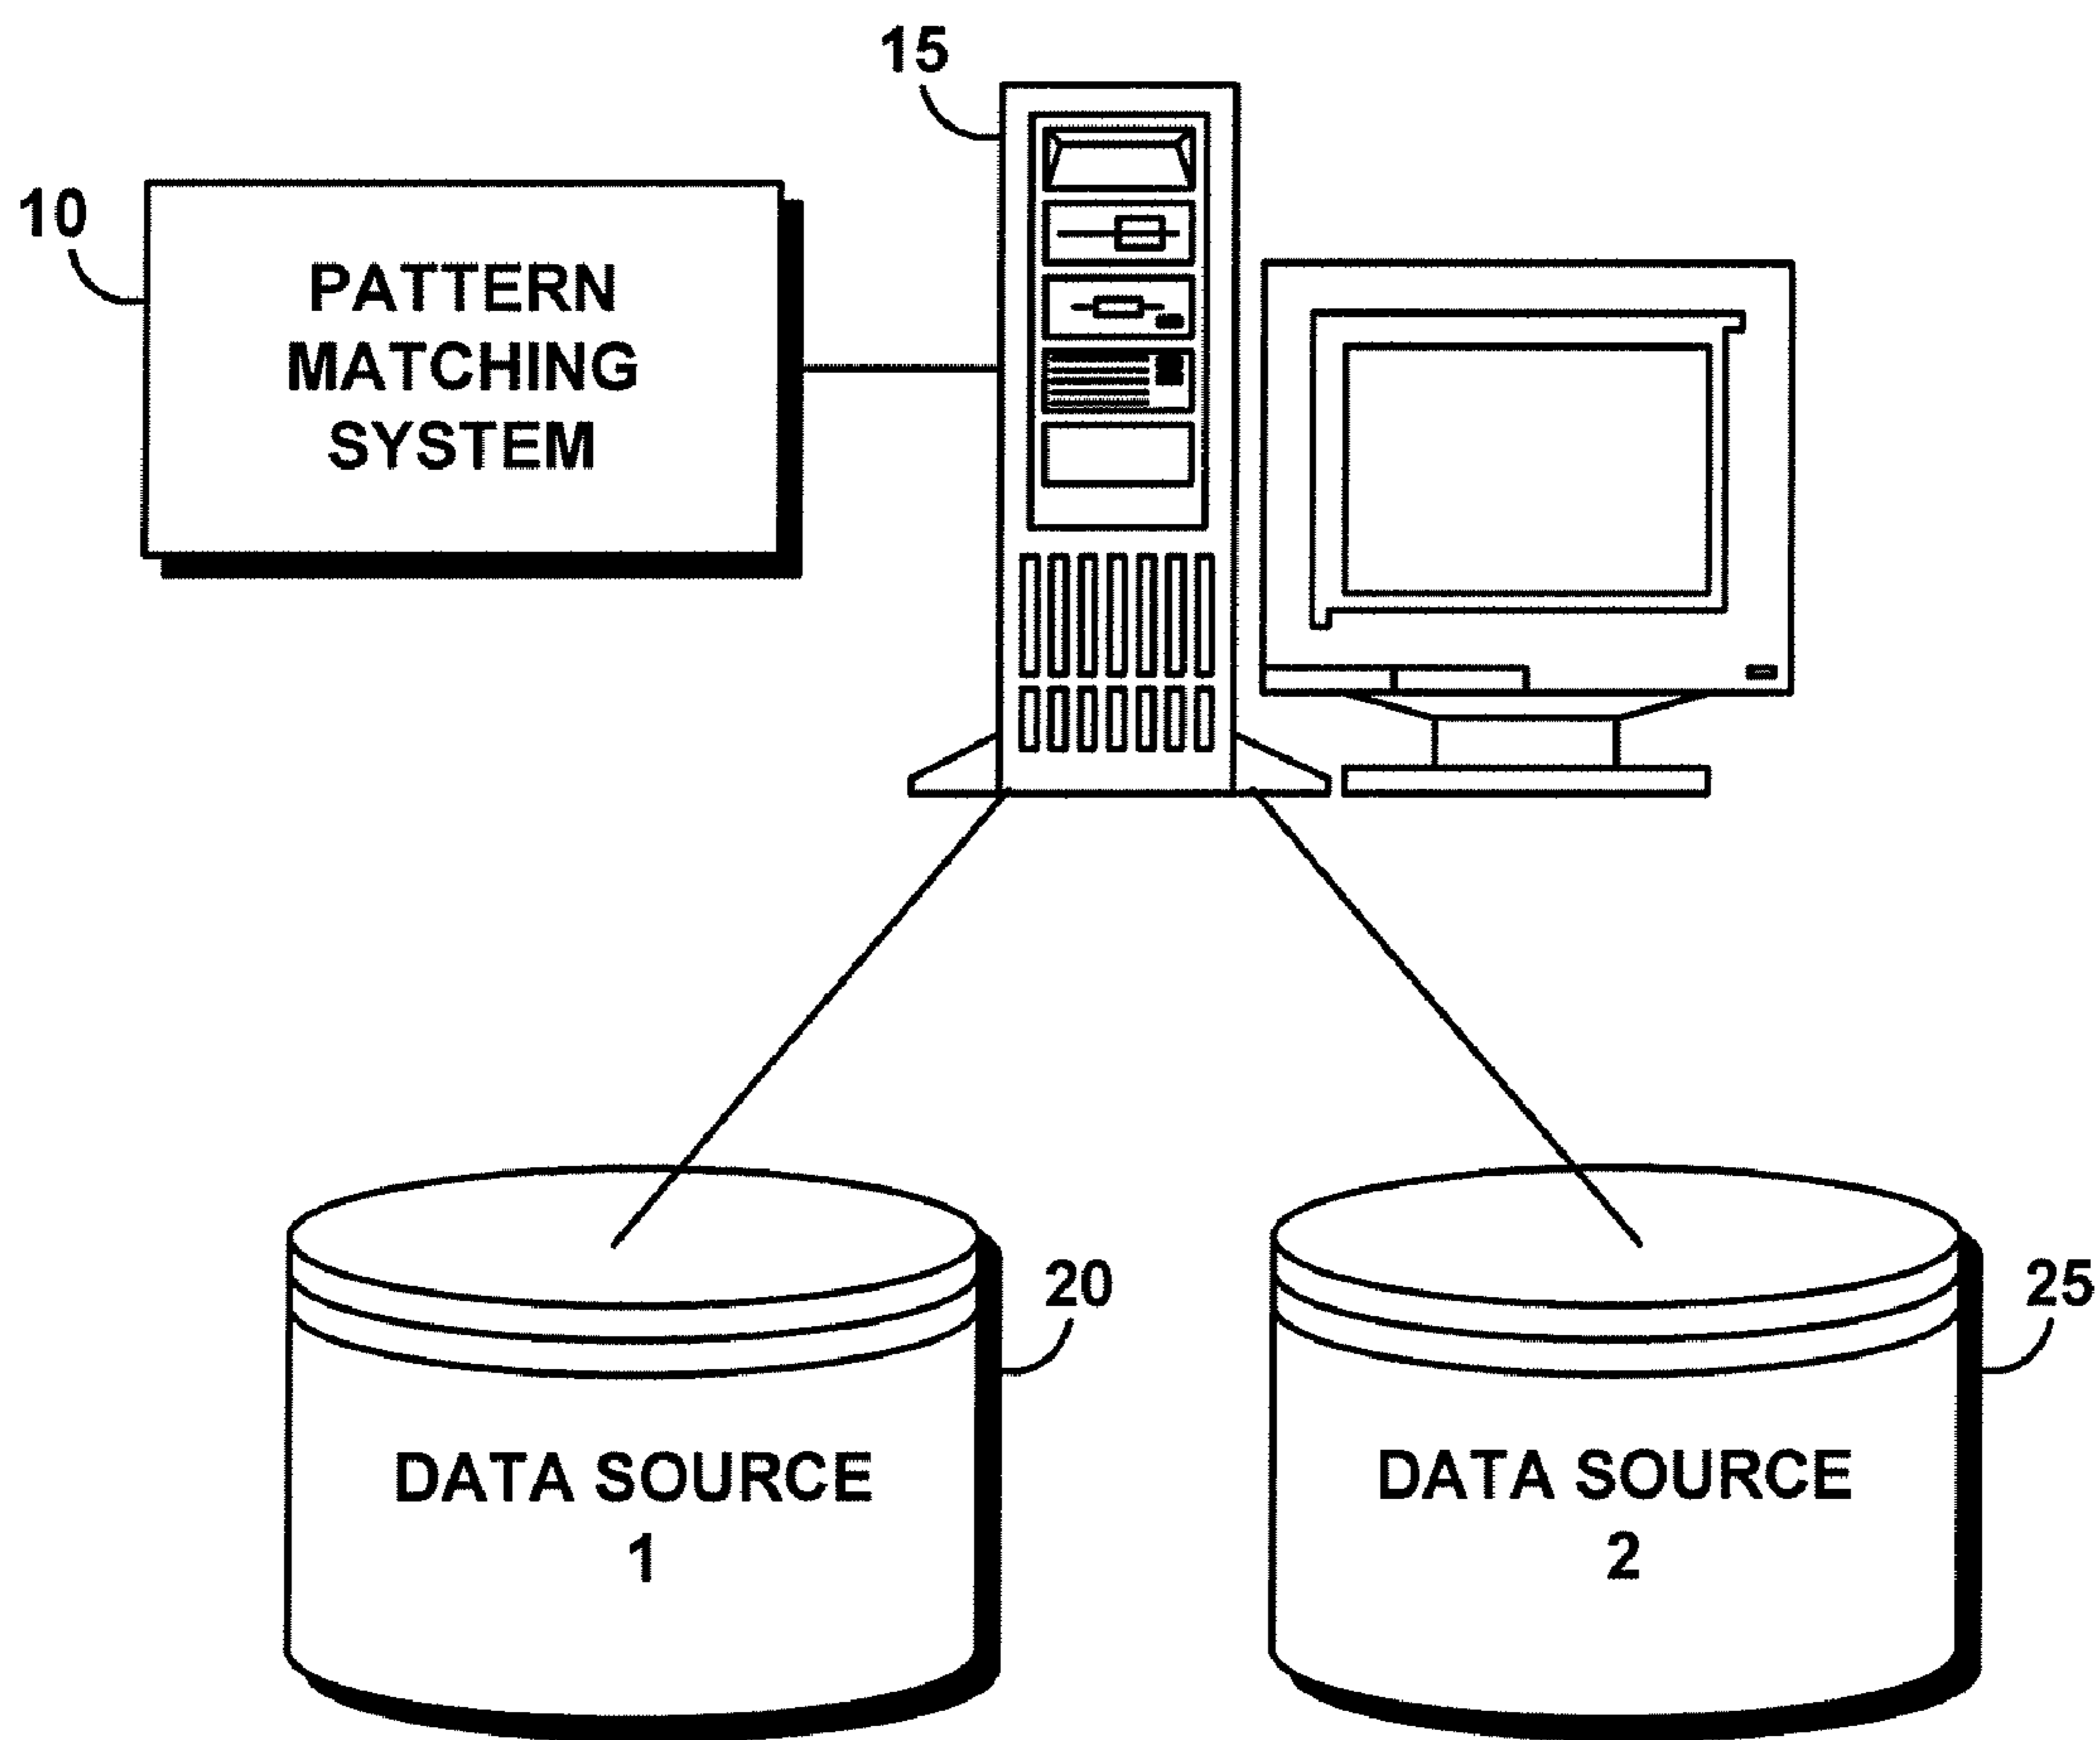 15
10
PATTERN
MATCHING
SYSTEM
20
25
DATA SOURCE
1
DATA SOURCE
2